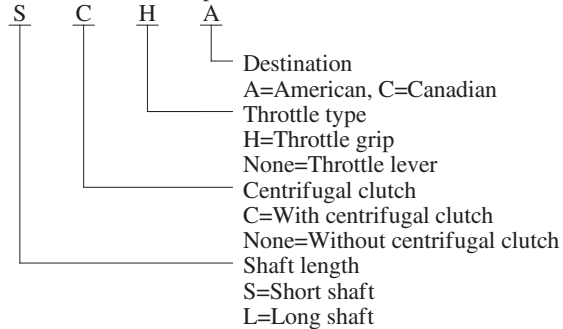 S C H A
Destination
A=American, C=Canadian
Throttle type
H=Throttle grip
None=Throttle lever
Centrifugal clutch
C=With centrifugal clutch
None=Without centrifugal clutch
Shaft length
S=Short shaft
L=Long shaft